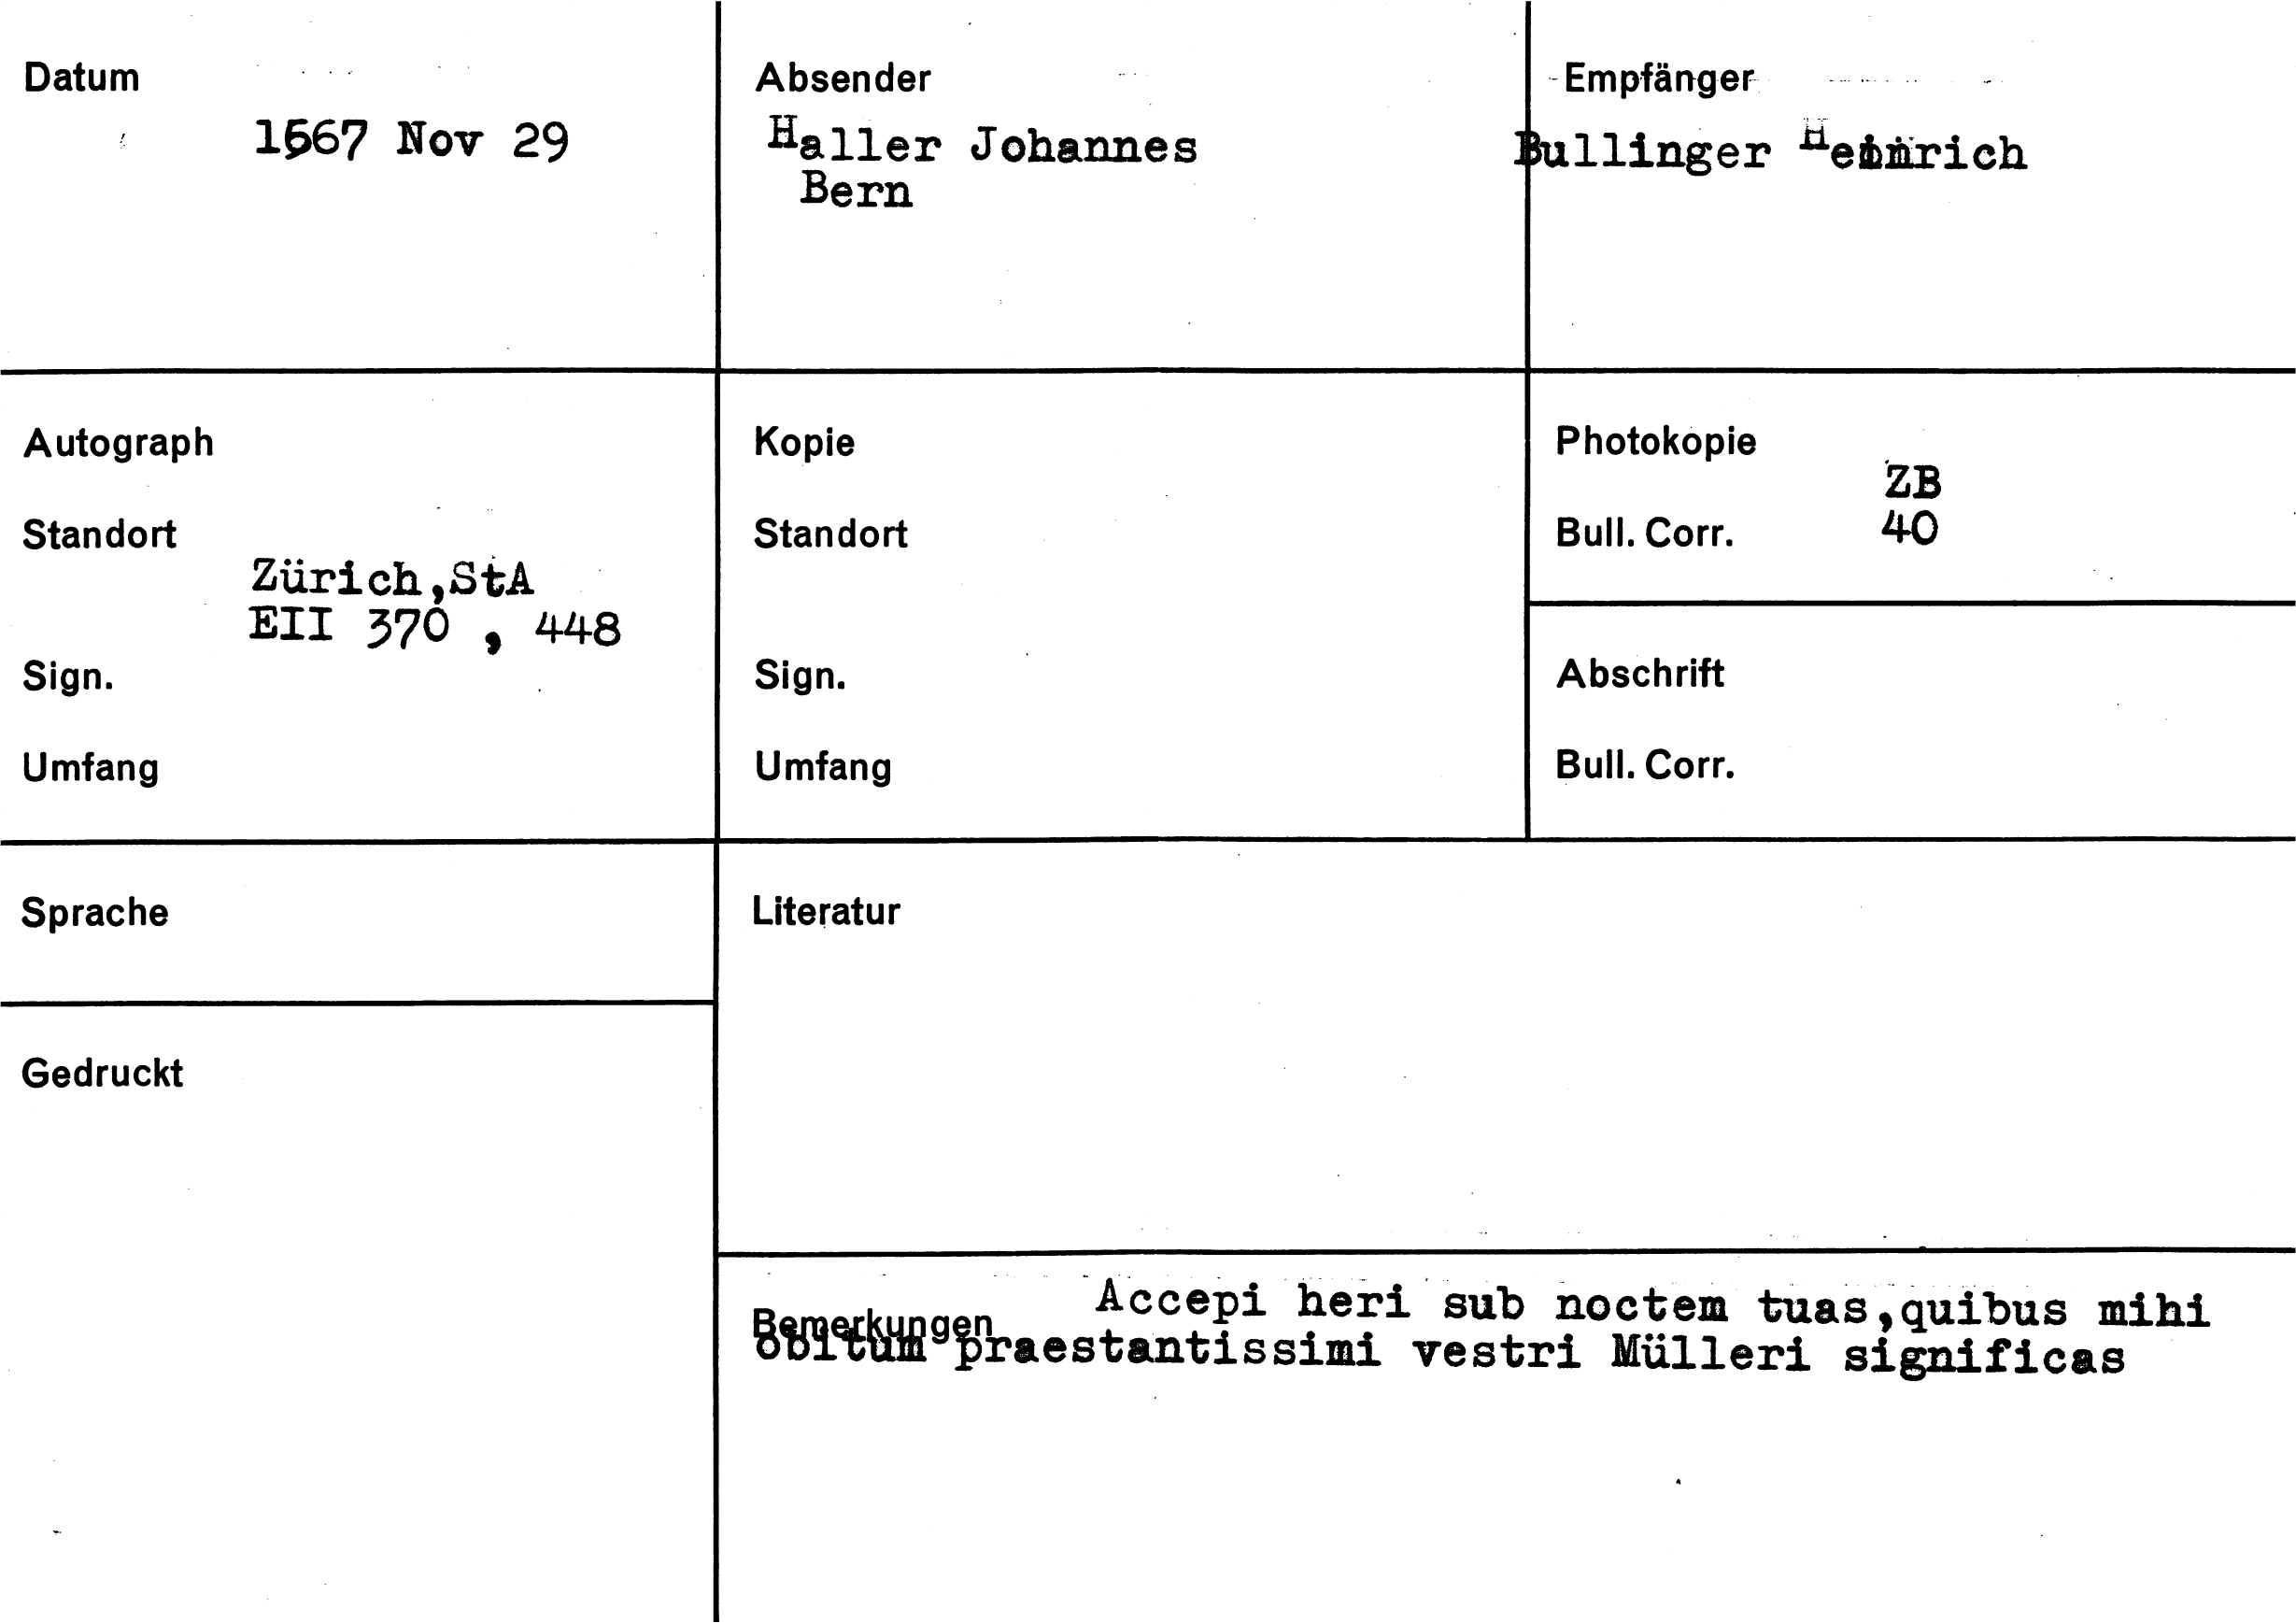 Datum
1567 Nov 29
Absender
Haller Johannes
Bern
Empfänger
Bullinger Heinrich
Autograph
Standort
Zürich,StA
EII 370 , 448
Sign.
Umfang
Kopie
Standort
Sign.
Umfang
Photokopie
ZB
Bull. Corr. 40
Abschrift
Bull. Corr.
Sprache
Gedruckt
Literatur
Bemerkungen
Accepi heri sub noctem tuas,quibus mihi
obitum praestantissimi vestri Mülleri significas